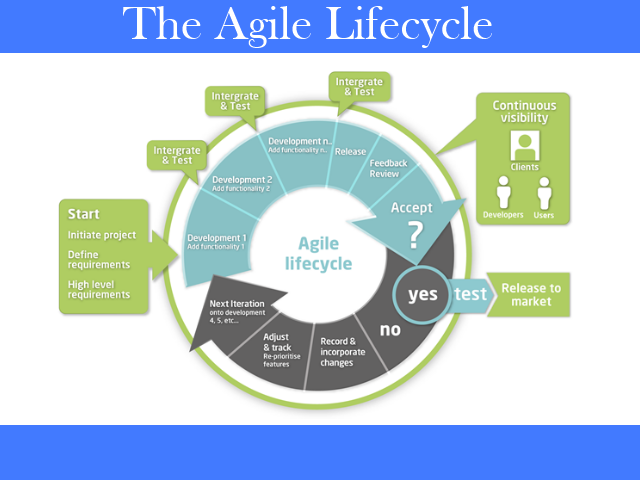 The Agile Lifecycle
Intergrate
& Test
Intergrate
& Test
Intergrate
& Test
Start
Initiate project
Define
requirements
High level
requirements
Development 1
Add functionality 1
Development 2
Add functionality 2
Development n..
Add functionality n..
Release
Feedback
Review
Accept
?
Continuous
visibility
Clients
Developers
Users
Agile
lifecycle
yes
test
Release to
market
no
Record &
incorporate
changes
Adjust
& track
Re-prioritise
features
Next Iteration
onto development
4, 5, etc...